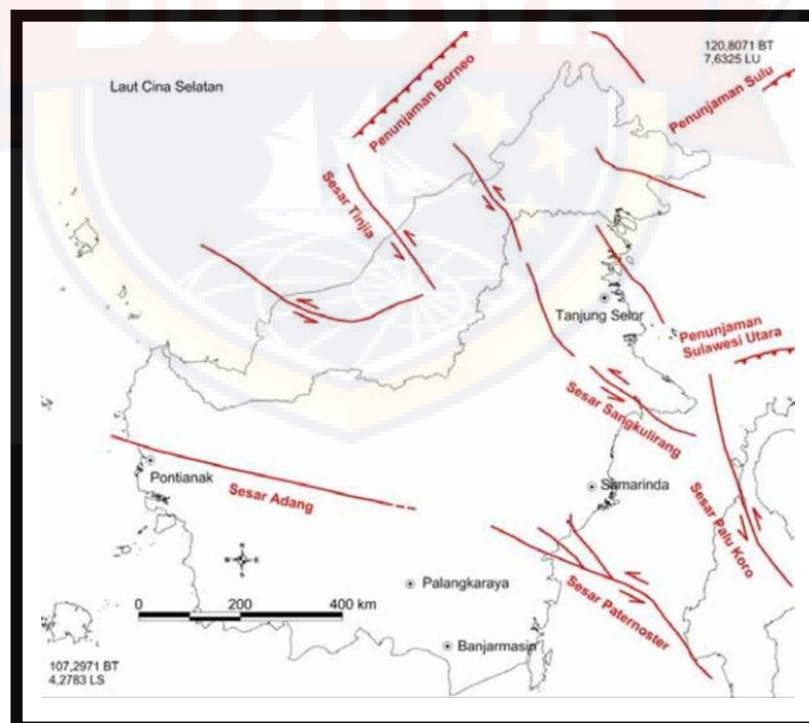 120,8071 BT
7,6325 LU
Laut Cina Selatan
Penunjaman Borneo
Penunjaman Sulu
Sesar Tinjia
Tanjung Selor
Penunjaman
Sulawesi Utara
Sesar Sangkulirang
Pontianak
Sesar Adang
Samarinda
Sesar Palu Koro
W
E
S
Palangkaraya
0 200 400 km
Sesar Paternoster
Banjarmasin
107,2971 BT
4,2783 LS